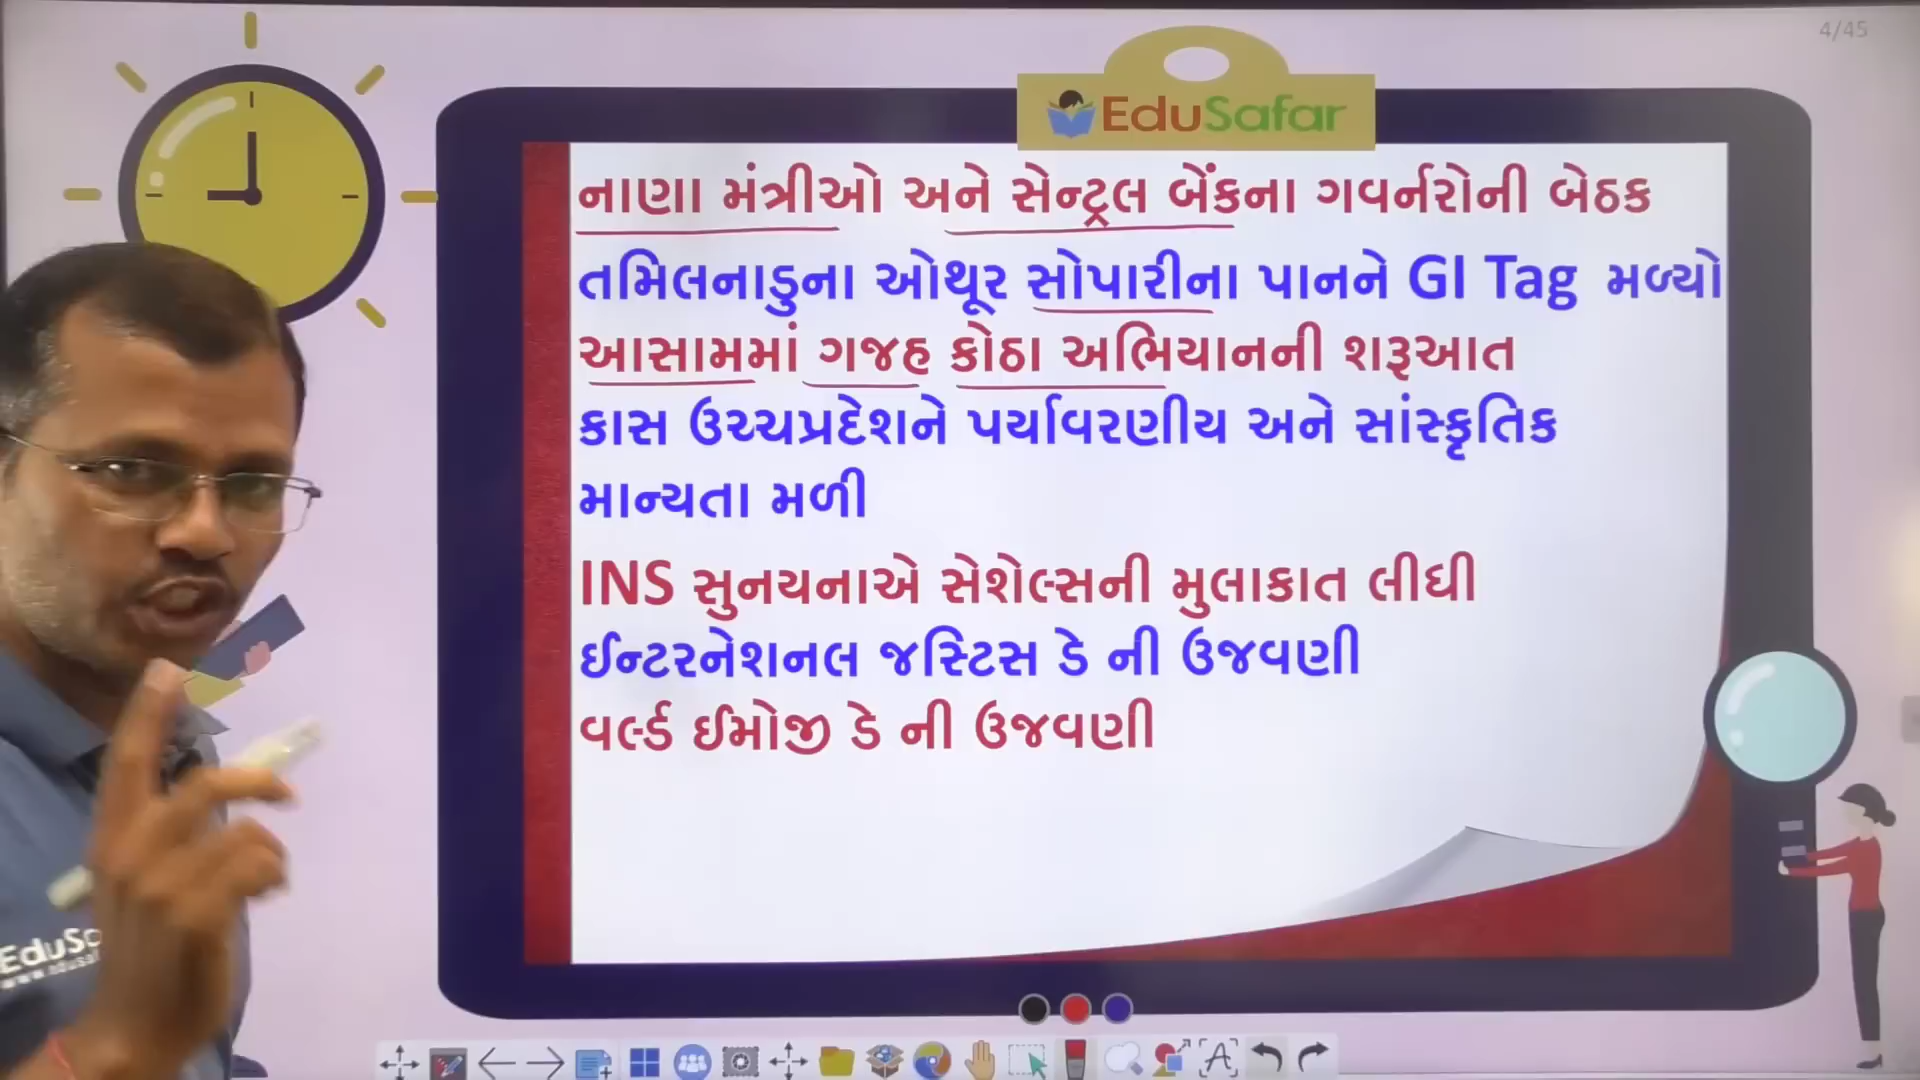 4/45
EduSafar
નાણા મંત્રીઓ અને સેન્ટ્રલ બેંકના ગવર્નરોની બેઠક
તમિલનાડુના ઓથૂર સોપારીના પાનને GI Tag મળ્યો
આસામમાં ગજહ કોઠા અભિયાનની શરૂઆત
કાસ ઉચ્ચપ્રદેશને પર્યાવરણીય અને સાંસ્કૃતિક
માન્યતા મળી
INS સુનયનાએ સેશેલ્સની મુલાકાત લીધી
ઈન્ટરનેશનલ જસ્ટિસ ડે ની ઉજવણી
વર્લ્ડ ઈમોજી ડે ની ઉજવણી